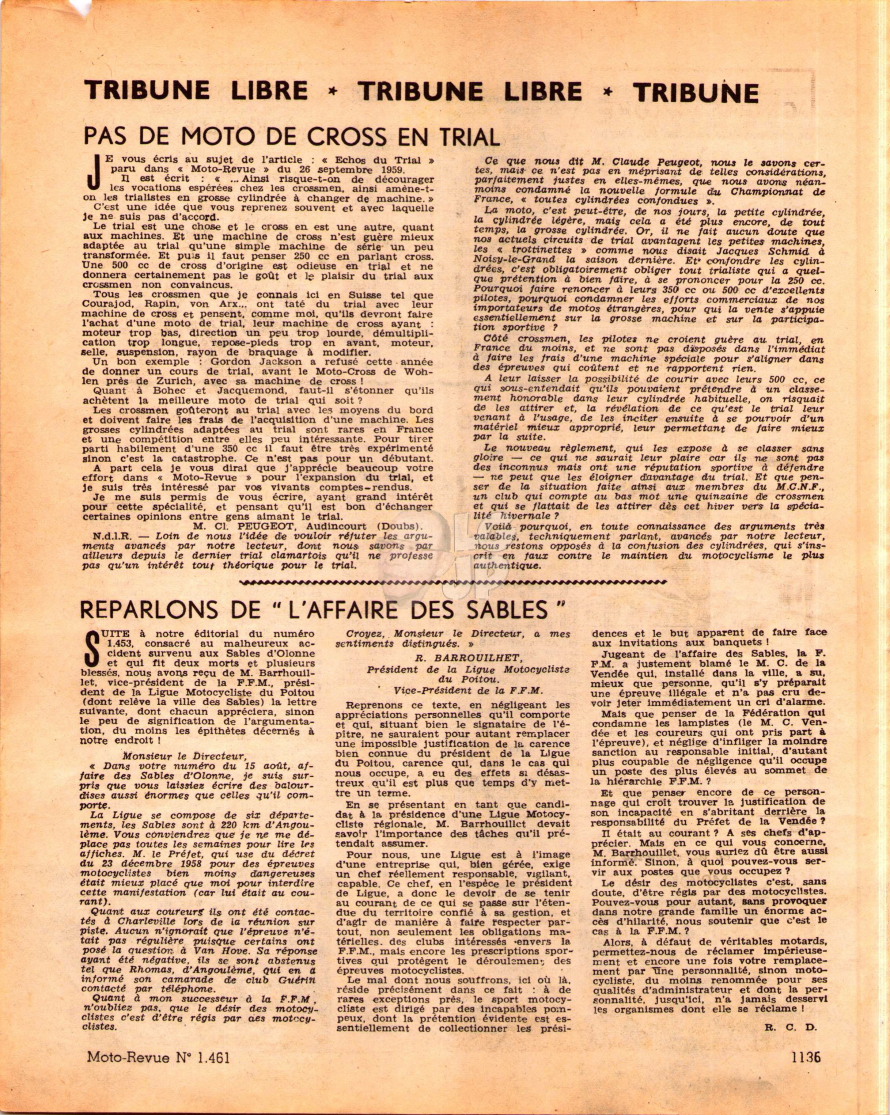 TRIBUNE LIBRE * TRIBUNE LIBRE * TRIBUNE
PAS DE MOTO DE CROSS EN TRIAL
JE vous écris au sujet de l'article : « Echos du Trial »
paru dans « Moto-Revue » du 26 septembre 1959.
Il est écrit : « ... Ainsi risque-t-on de décourager
les vocations espérées chez les crossmen, ainsi amène-t-
on les trialistes en grosse cylindrée à changer de machine. »
C'est une idée que vous reprenez souvent et avec laquelle
je ne suis pas d'accord.
Le trial est une chose et le cross en est une autre, quant
aux machines. Et une machine de cross n'est guère mieux
adaptée au trial qu'une simple machine de série un peu
transformée. Et puis il faut penser 250 cc en parlant cross.
Une 500 cc de cross d'origine est odieuse en trial et ne
donnera certainement pas le goût et le plaisir du trial aux
crossmen non convaincus.
Tous les crossmen que je connais ici en Suisse tel que
Courajod, Rapin, von Arx... ont taté du trial avec leur
machine de cross et pensent, comme moi, qu'ils devront faire
l'achat d'une moto de trial, leur machine de cross ayant :
moteur trop bas, direction un peu trop lourde, démultipli-
cation trop longue, repose-pieds trop en avant, moteur,
selle, suspension, rayon de braquage à modifier.
Un bon exemple : Gordon Jackson a refusé cette année
de donner un cours de trial, avant le Moto-Cross de Woh-
len près de Zurich, avec sa machine de cross !
Quant à Bohec et Jacquemond, faut-il s'étonner qu'ils
achètent la meilleure moto de trial qui soit ?
Les crossmen goûteront au trial avec les moyens du bord
et doivent faire les frais de l'acquisition d'une machine. Les
grosses cylindrées adaptées au trial sont rares en France
et une compétition entre elles peu intéressante. Pour tirer
parti habilement d'une 350 cc il faut être très expérimenté
sinon c'est la catastrophe. Ce n'est pas pour un débutant.
A part cela je vous dirai que j'apprécie beaucoup votre
effort dans « Moto-Revue » pour l'expansion du trial, et
je suis très intéressé par vos vivants comptes-rendus.
Je me suis permis de vous écrire, ayant grand intérêt
pour cette spécialité, et pensant qu'il est bon d'échanger
certaines opinions entre gens aimant le trial.
M. Cl. PEUGEOT, Audincourt (Doubs).
N.d.l.R. — Loin de nous l'idée de vouloir réfuter les argu-
ments avancés par notre lecteur, dont nous savons par
ailleurs depuis le dernier trial clamartois qu'il ne professe
pas qu'un intérêt tout théorique pour le trial.
Ce que nous dit M. Claude Peugeot, nous le savons cer-
tes, mais ce n'est pas en méprisant de telles considérations,
parfaitement justes en elles-mêmes, que nous avons néan-
moins condamné la nouvelle formule du Championnat de
France, « toutes cylindrées confondues ».
La moto, c'est peut-être, de nos jours, la petite cylindrée,
la cylindrée légère, mais cela a été plus encore, de tout
temps, la grosse cylindrée. Or, il ne fait aucun doute que
nos actuels circuits de trial avantagent les petites machines,
les « trottinettes » comme nous disait Jacques Schmid à
Noisy-le-Grand la saison dernière. Et confondre les cylin-
drées, c'est obligatoirement obliger tout trialiste qui a quel-
que prétention à bien faire, à se prononcer pour la 250 cc.
Pourquoi faire renoncer à leurs 350 cc ou 500 cc d'excellents
pilotes, pourquoi condamner les efforts commerciaux de nos
importateurs de motos étrangères, pour qui la vente s'appuie
essentiellement sur la grosse machine et sur la participa-
tion sportive ?
Côté crossmen, les pilotes ne croient guère au trial, en
France du moins, et ne sont pas disposés dans l'immédiat
à faire les frais d'une machine spéciale pour s'aligner dans
des épreuves qui coûtent et ne rapportent rien.
A leur laisser la possibilité de courir avec leurs 500 cc, ce
qui sous-entendait qu'ils pouvaient prétendre à un classe-
ment honorable dans leur cylindrée habituelle, on risquait
de les attirer et, la révélation de ce qu'est le trial leur
venant à l'usage, de les inciter ensuite à se pourvoir d'un
matériel mieux approprié, leur permettant de faire mieux
par la suite.
Le nouveau règlement, qui les expose à se classer sans
gloire — ce qui ne saurait leur plaire car ils ne sont pas
des inconnus mais ont une réputation sportive à défendre
— ne peut que les éloigner davantage du trial. Et que pen-
ser de la situation faite ainsi aux membres du M.C.N.F.,
un club qui compte au bas mot une quinzaine de crossmen
et qui se flattait de les attirer dès cet hiver vers la spécia-
lité hivernale ?
Voilà pourquoi, en toute connaissance des arguments très
valables, techniquement parlant, avancés par notre lecteur,
nous restons opposés à la confusion des cylindrées, qui s'ins-
crit en faux contre le maintien du motocyclisme le plus
authentique.
REPARLONS DE " L'AFFAIRE DES SABLES "
SUITE à notre éditorial du numéro
1.453, consacré au malheureux ac-
cident survenu aux Sables d'Olonne
et qui fit deux morts et plusieurs
blessés, nous avons reçu de M. Barrhouil-
let, vice-président de la F.F.M., prési-
dent de la Ligue Motocycliste du Poitou
(dont relève la ville des Sables) la lettre
suivante, dont chacun appréciera, sinon
le peu de signification de l'argumenta-
tion, du moins les épithètes décernés à
notre endroit !
Monsieur le Directeur,
« Dans votre numéro du 15 août, af-
faire des Sables d'Olonne, je suis sur-
pris que vous laissiez écrire des balour-
dises aussi énormes que celles qu'il com-
porte.
La Ligue se compose de six départe-
ments, les Sables sont à 220 km d'Angou-
lème. Vous conviendrez que je ne me dé-
place pas toutes les semaines pour lire les
affiches. M. le Préfet, qui use du décret
du 23 décembre 1958 pour des épreuves
motocyclistes bien moins dangereuses
était mieux placé que moi pour interdire
cette manifestation (car lui était au cou-
rant).
Quant aux coureurs ils ont été contac-
tés à Charleville lors de la réunion sur
piste. Aucun n'ignorait que l'épreuve n'é-
tait pas régulière puisque certains ont
posé la question à Van Hove. Sa réponse
ayant été négative, ils se sont abstenus
tel que Rhomas, d'Angoulème, qui en a
informé son camarade de club Guérin
contacté par téléphone.
Quant à mon successeur à la F.F.M.,
n'oubliez pas, que le désir des motocy-
clistes c'est d'être régis par des motocy-
clistes.
Croyez, Monsieur le Directeur, a mes
sentiments distingués. »
R. BARROUILHET,
Président de la Ligue Motocycliste
du Poitou.
Vice-Président de la F.F.M.
Reprenons ce texte, en négligeant les
appréciations personnelles qu'il comporte
et qui, situant bien le signataire de l'é-
pître, ne sauraient pour autant remplacer
une impossible justification de la carence
bien connue du président de la Ligue
du Poitou, carence qui, dans le cas qui
nous occupe, a eu des effets si désas-
treux qu'il est plus que temps d'y met-
tre un terme.
En se présentant en tant que candi-
dat à la présidence d'une Ligue Motocy-
cliste régionale, M. Barrhouillet devait
savoir l'importance des tâches qu'il pré-
tendait assumer.
Pour nous, une Ligue est à l'image
d'une entreprise qui, bien gérée, exige
un chef réellement responsable, vigilant,
capable. Ce chef, en l'espèce le président
de Ligue, a donc le devoir de se tenir
au courant de ce qui se passe sur l'éten-
due du territoire confié à sa gestion, et
d'agir de manière à faire respecter par-
tout, non seulement les obligations ma-
térielles des clubs intéressés envers la
F.F.M., mais encore les prescriptions spor-
tives qui protègent le déroulement des
épreuves motocyclistes.
Le mal dont nous souffrons, ici où là,
réside précisément dans ce fait : à de
rares exceptions près, le sport motocy-
cliste est dirigé par des incapables pom-
peux, dont la prétention évidente est es-
sentiellement de collectionner les prési-
dences et le but apparent de faire face
aux invitations aux banquets !
Jugeant de l'affaire des Sables, la F.
F.M. a justement blamé le M. C. de la
Vendée qui, installé dans la ville, a su,
mieux que personne, qu'il s'y préparait
une épreuve illégale et n'a pas cru de-
voir jeter immédiatement un cri d'alarme.
Mais que penser de la Fédération qui
condamne les lampistes (le M. C. Ven-
dée et les coureurs qui ont pris part à
l'épreuve), et néglige d'infliger la moindre
sanction au responsable initial, d'autant
plus coupable de négligence qu'il occupe
un poste des plus élevés au sommet de
la hiérarchie F.F.M. ?
Et que penser encore de ce person-
nage qui croît trouver la justification de
son incapacité en s'abritant derrière la
responsabilité du Préfet de la Vendée ?
Il était au courant ? A ses chefs d'ap-
précier. Mais en ce qui vous concerne,
M. Barrhouillet, vous auriez dû être aussi
informé. Sinon, à quoi pouvez-vous ser-
vir aux postes que vous occupez ?
Le désir des motocyclistes c'est, sans
doute, d'être régis par des motocyclistes.
Pouvez-vous pour autant, sans provoquer
dans notre grande famille un énorme ac-
cès d'hilarité, nous soutenir que c'est le
cas à la F.F.M. ?
Alors, à défaut de véritables motards,
permettez-nous de réclamer impérieuse-
ment et encore une fois votre remplace-
ment par une personnalité, sinon moto-
cycliste, du moins renommée pour ses
qualités d'administrateur et dont la per-
sonnalité, jusqu'ici, n'a jamais desservi
les organismes dont elle se réclame !
R. C. D.
Moto-Revue N° 1.461
1136